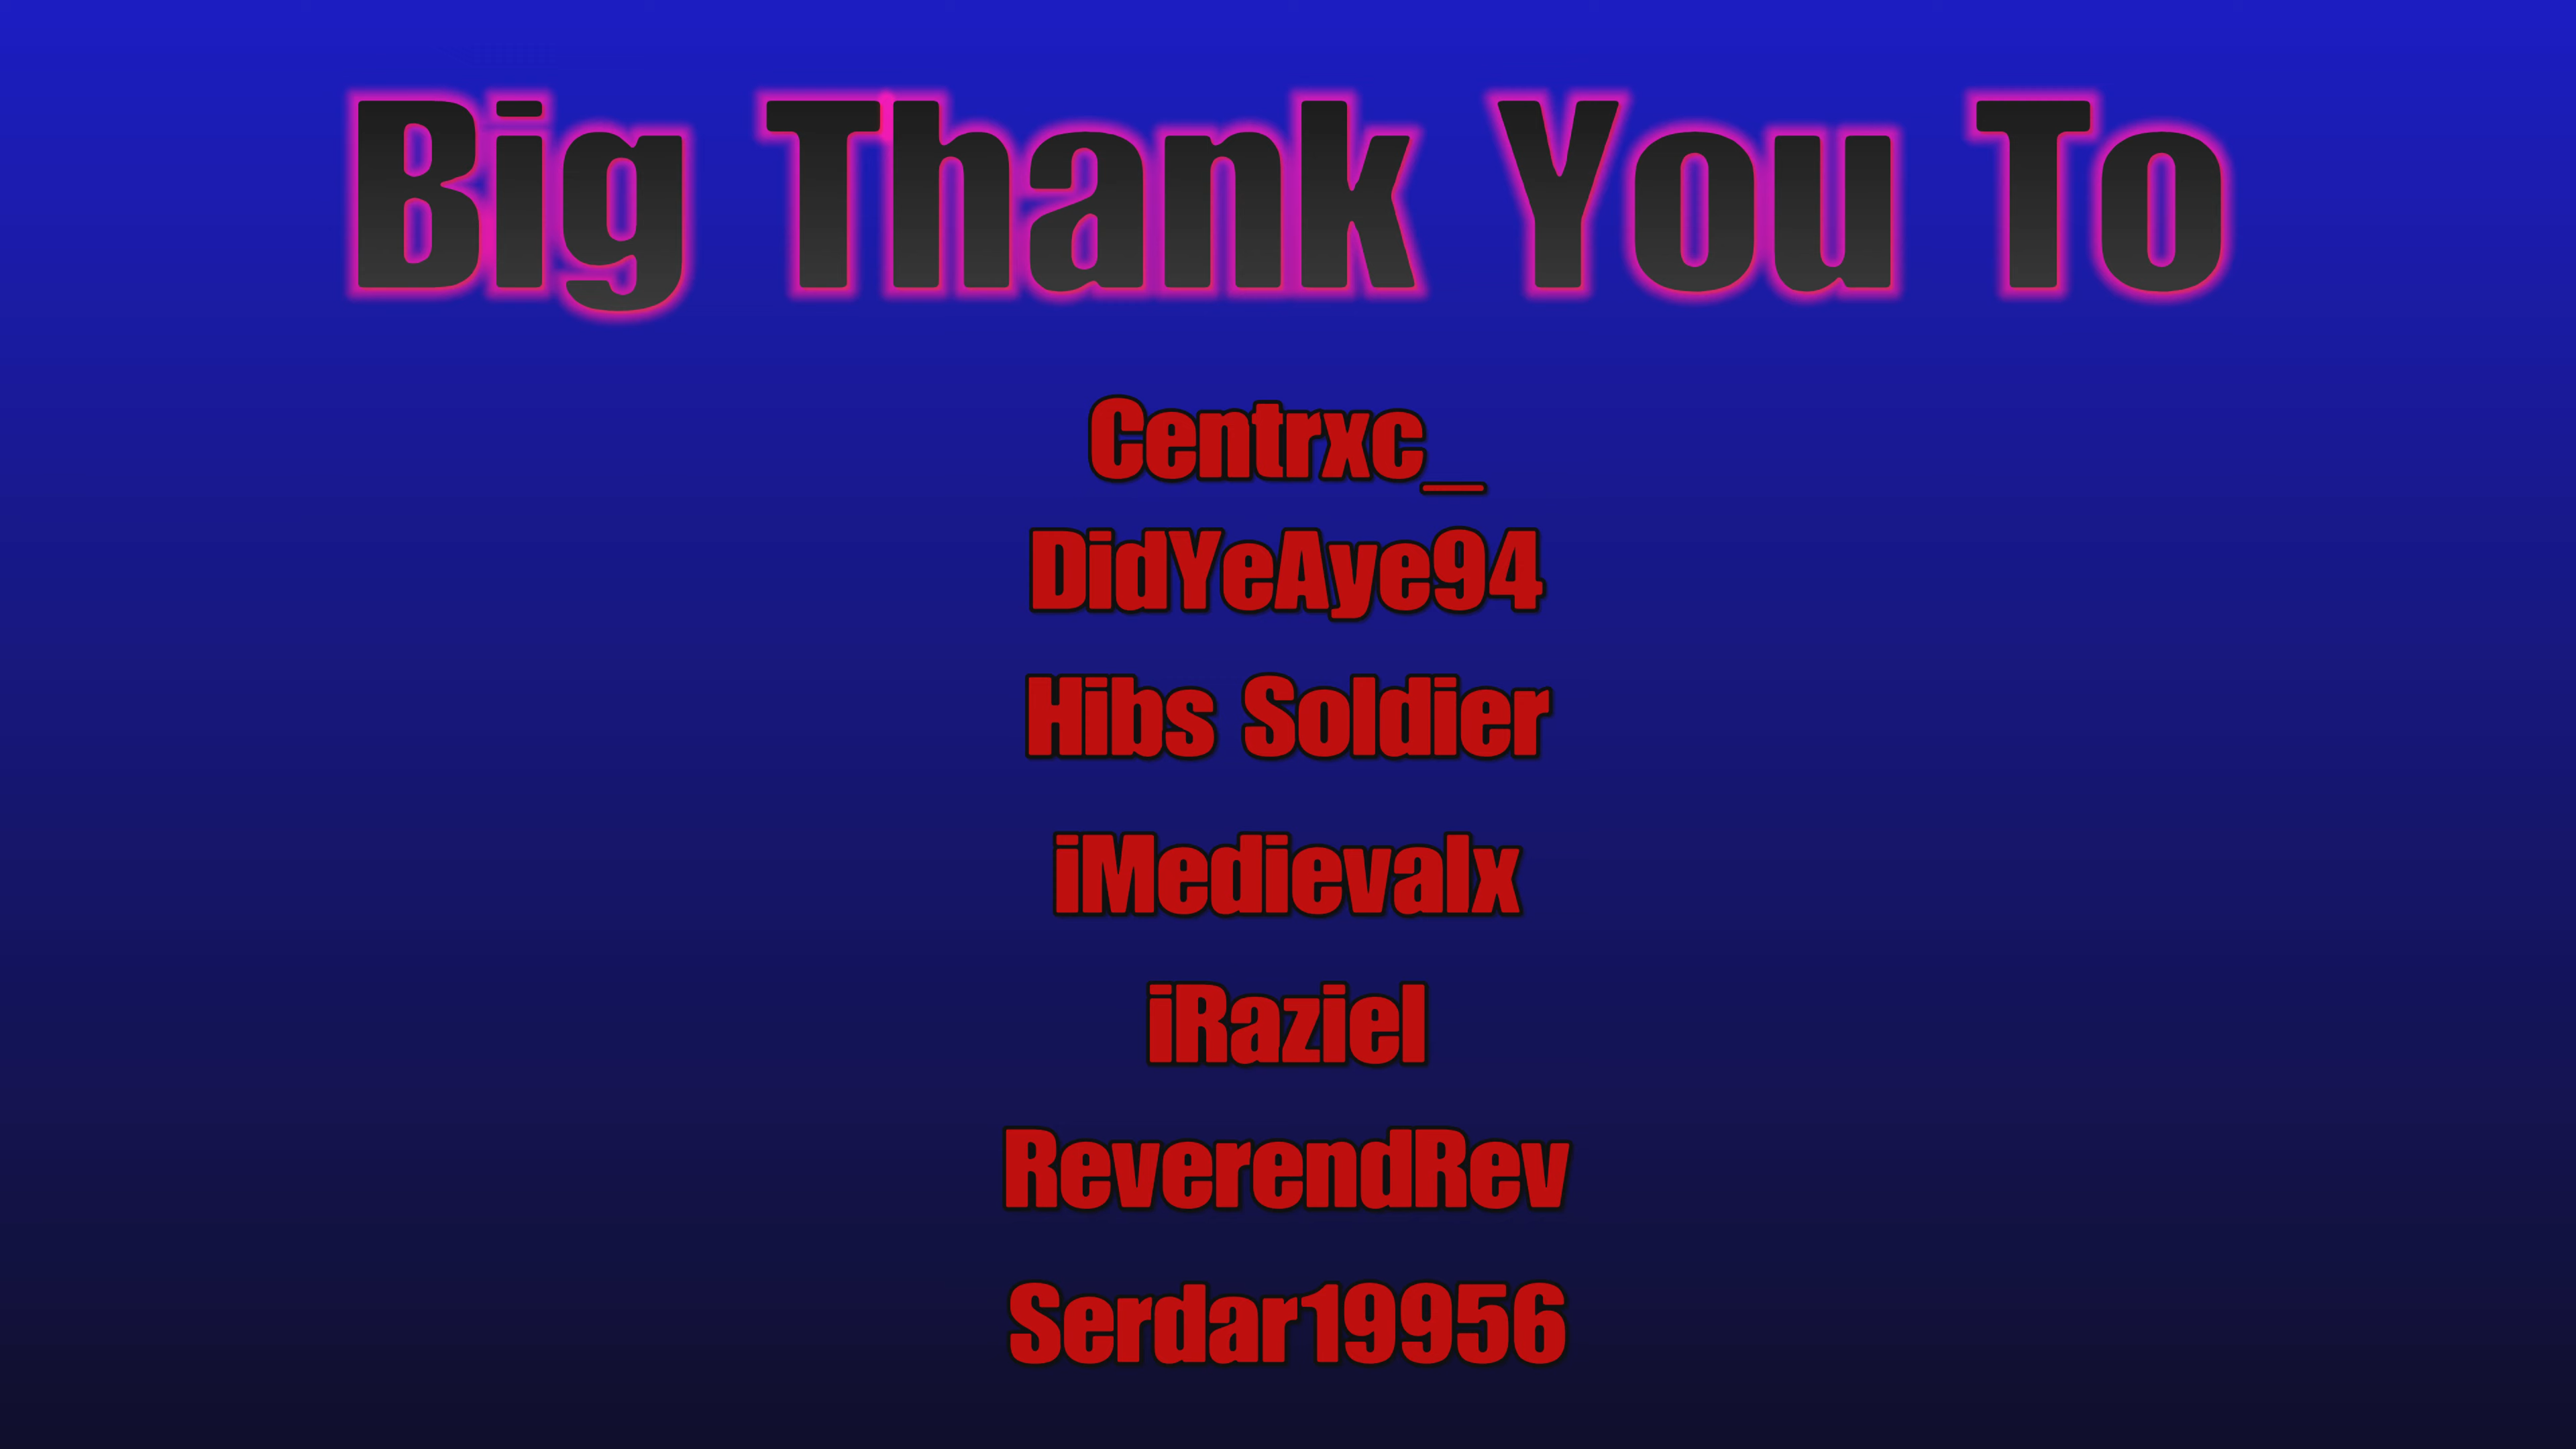 Big Thank You To
Centrxc_
DidYeAye94
Hibs Soldier
iMedievalx
iRaziel
ReverendRev
Serdar19956